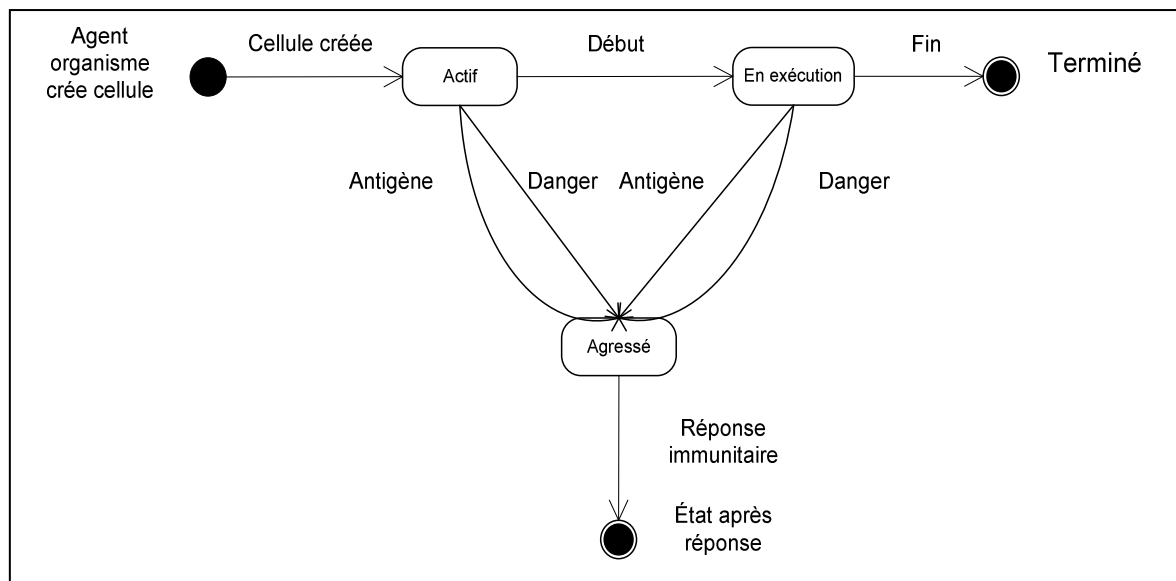 Agent
organisme
crée cellule
Cellule créée
Actif
Début
En exécution
Fin
Terminé
Antigène
Danger
Antigène
Danger
Agressé
Réponse
immunitaire
État après
réponse